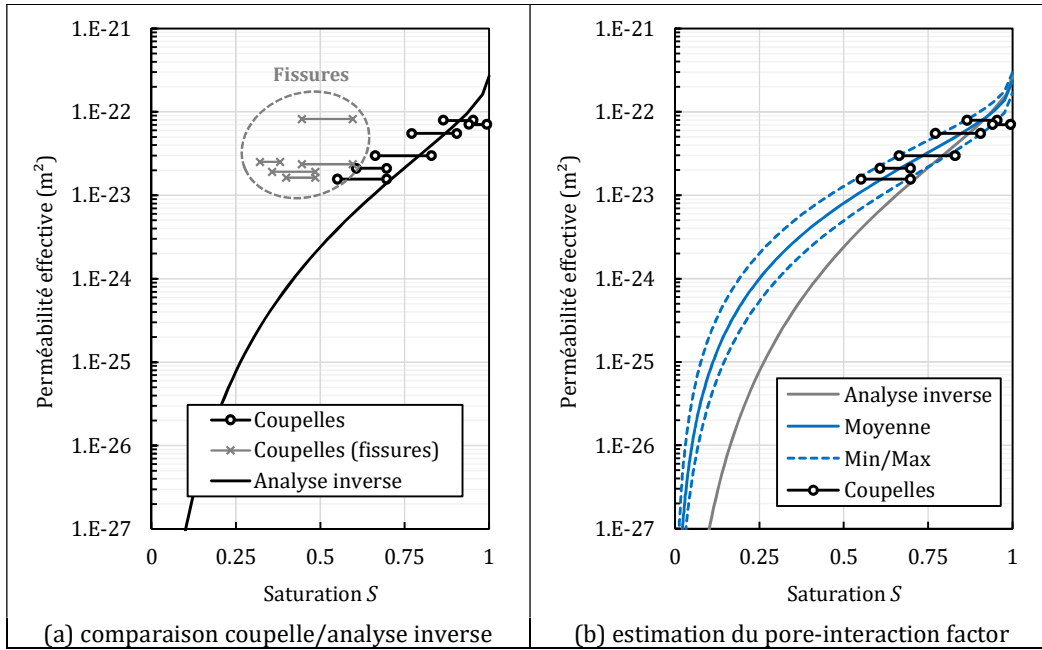 1.E-21
1.E-22
1.E-23
1.E-24
1.E-25
1.E-26
1.E-27
Perméabilité effective (m²)
Fissures
Coupelles
Coupelles (fissures)
Analyse inverse
0 0.25 0.5 0.75 1
Saturation S
(a) comparaison coupelle/analyse inverse
1.E-21
1.E-22
1.E-23
1.E-24
1.E-25
1.E-26
1.E-27
Perméabilité effective (m²)
Analyse inverse
Moyenne
Min/Max
Coupelles
0 0.25 0.5 0.75 1
Saturation S
(b) estimation du pore-interaction factor